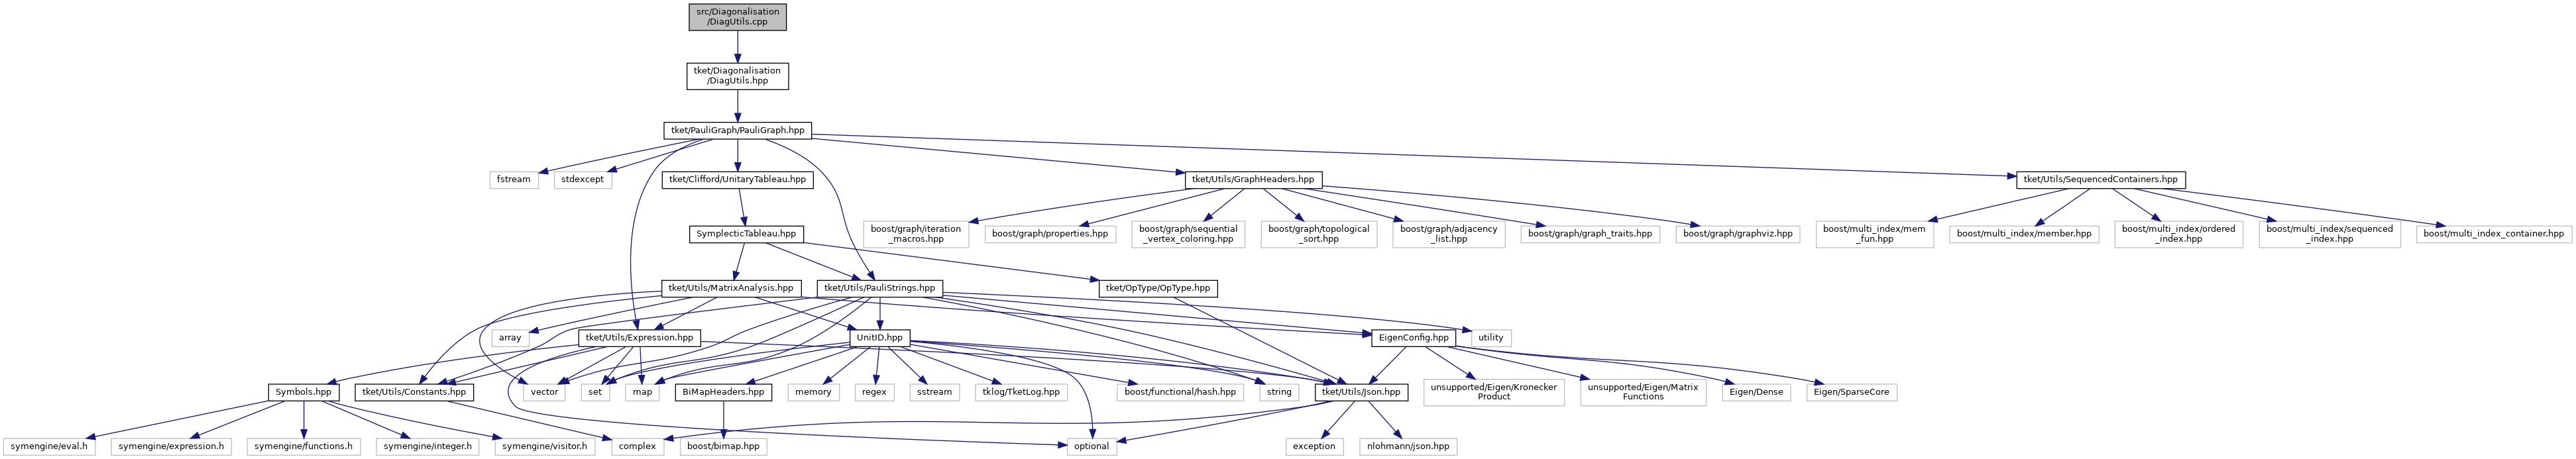 src/Diagonalisation
/DiagUtils.cpp
tket/Diagonalisation
/DiagUtils.hpp
tket/PauliGraph/PauliGraph.hpp
fstream
stdexcept
tket/Clifford/UnitaryTableau.hpp
tket/Utils/GraphHeaders.hpp
tket/Utils/SequencedContainers.hpp
SymplecticTableau.hpp
boost/graph/iteration
_macros.hpp
boost/graph/properties.hpp
boost/graph/sequential
_vertex_coloring.hpp
boost/graph/topological
_sort.hpp
boost/graph/adjacency
_list.hpp
boost/graph/graph_traits.hpp
boost/graph/graphviz.hpp
boost/multi_index/mem
_fun.hpp
boost/multi_index/member.hpp
boost/multi_index/ordered
_index.hpp
boost/multi_index/sequenced
_index.hpp
boost/multi_index_container.hpp
tket/Utils/MatrixAnalysis.hpp
tket/Utils/PauliStrings.hpp
tket/OpType/OpType.hpp
array
tket/Utils/Expression.hpp
UnitID.hpp
EigenConfig.hpp
utility
Symbols.hpp
tket/Utils/Constants.hpp
vector
set
map
BiMapHeaders.hpp
memory
regex
sstream
tklog/TketLog.hpp
boost/functional/hash.hpp
string
tket/Utils/Json.hpp
unsupported/Eigen/Kronecker
Product
unsupported/Eigen/Matrix
Functions
Eigen/Dense
Eigen/SparseCore
symengine/eval.h
symengine/expression.h
symengine/functions.h
symengine/integer.h
symengine/visitor.h
complex
boost/bimap.hpp
optional
exception
nlohmann/json.hpp